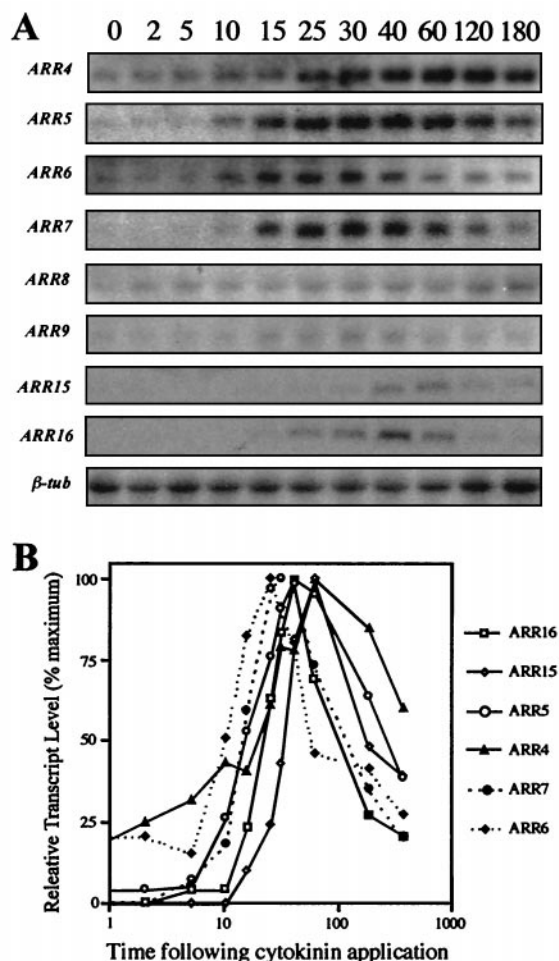 A
0 2 5 10 15 25 30 40 60 120 180
ARR4
ARR5
ARR6
ARR7
ARR8
ARR9
ARR15
ARR16
β-tub
B
Releative Transcript Level (% maximum)
100
75
50
25
0
1 10 100 1000
Time following cytokinin application
ARR16
ARR15
ARR5
ARR4
ARR7
ARR6